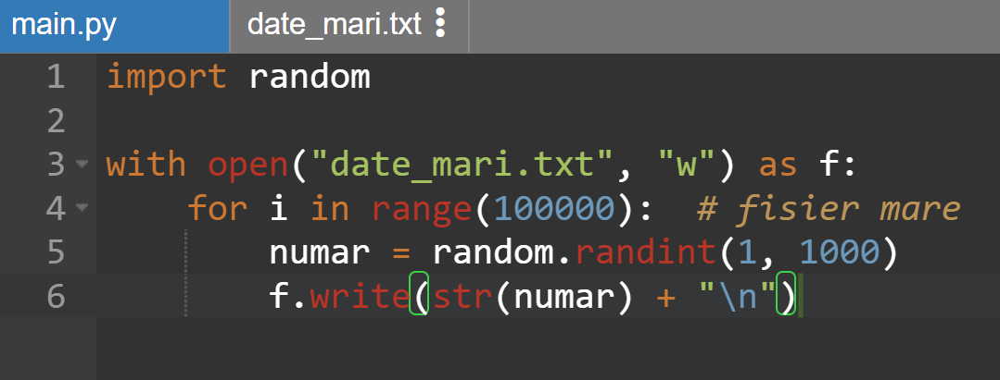 main.py date_mari.txt
1 import random
2
3 with open("date_mari.txt", "w") as f:
4     for i in range(100000):  # fisier mare
5         numar = random.randint(1, 1000)
6         f.write(str(numar) + "\n")